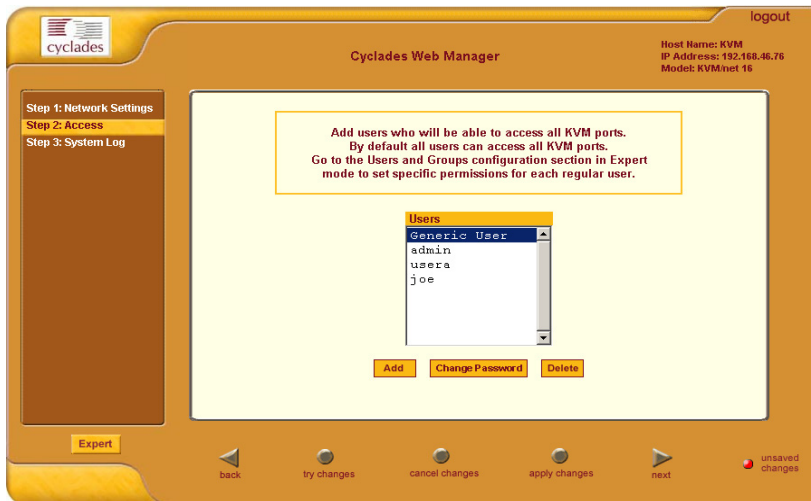 logout
cyclades
Cyclades Web Manager
Host Name: KVM
IP Address: 192.168.46.76
Model: KVM/net 16
Step 1: Network Settings
Step 2: Access
Step 3: System Log
Add users who will be able to access all KVM ports.
By default all users can access all KVM ports.
Go to the Users and Groups configuration section in Expert
mode to set specific permissions for each regular user.
Users
Generic User
admin
usera
joe
Add
Change Password
Delete
Expert
back
try changes
cancel changes
apply changes
next
unsaved
changes